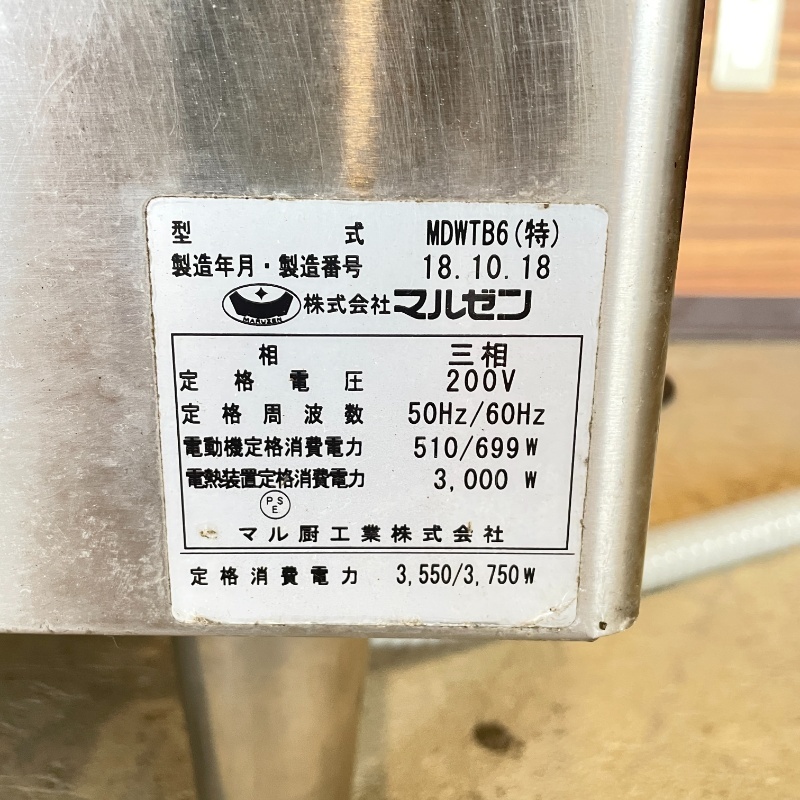 型式 MDWTB6(特)
製造年月・製造番号 18.10.18
MARUZEN 株式会社マルゼン
相 三相
定格電圧 200V
定格周波数 50Hz/60Hz
電動機定格消費電力 510/699W
電熱装置定格消費電力 3,000W
PSE
マル厨工業株式会社
定格消費電力 3,550/3,750W